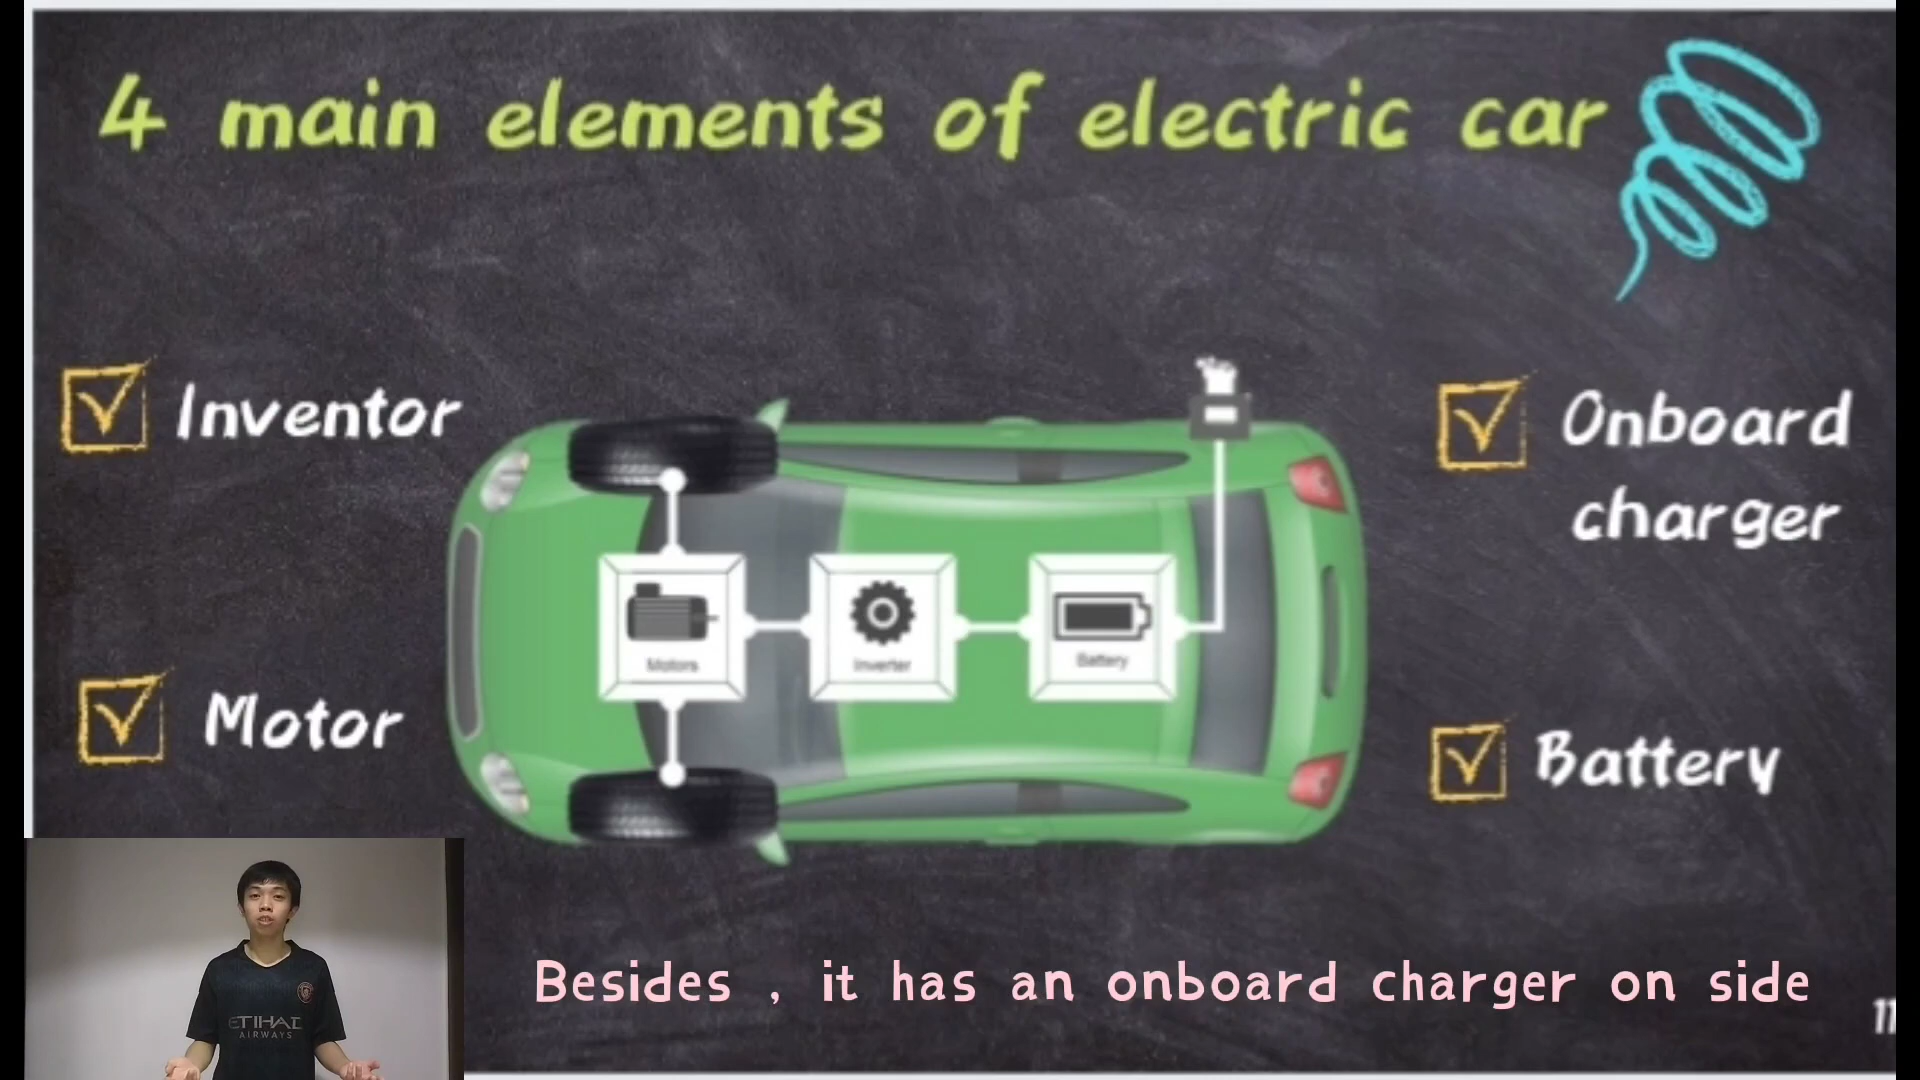 4 main elements of electric car
Inventor
Onboard
charger
Motors
Inverter
Battery
Motor
Battery
ETIHAD
AIRWAYS
Besides , it has an onboard charger on side
11